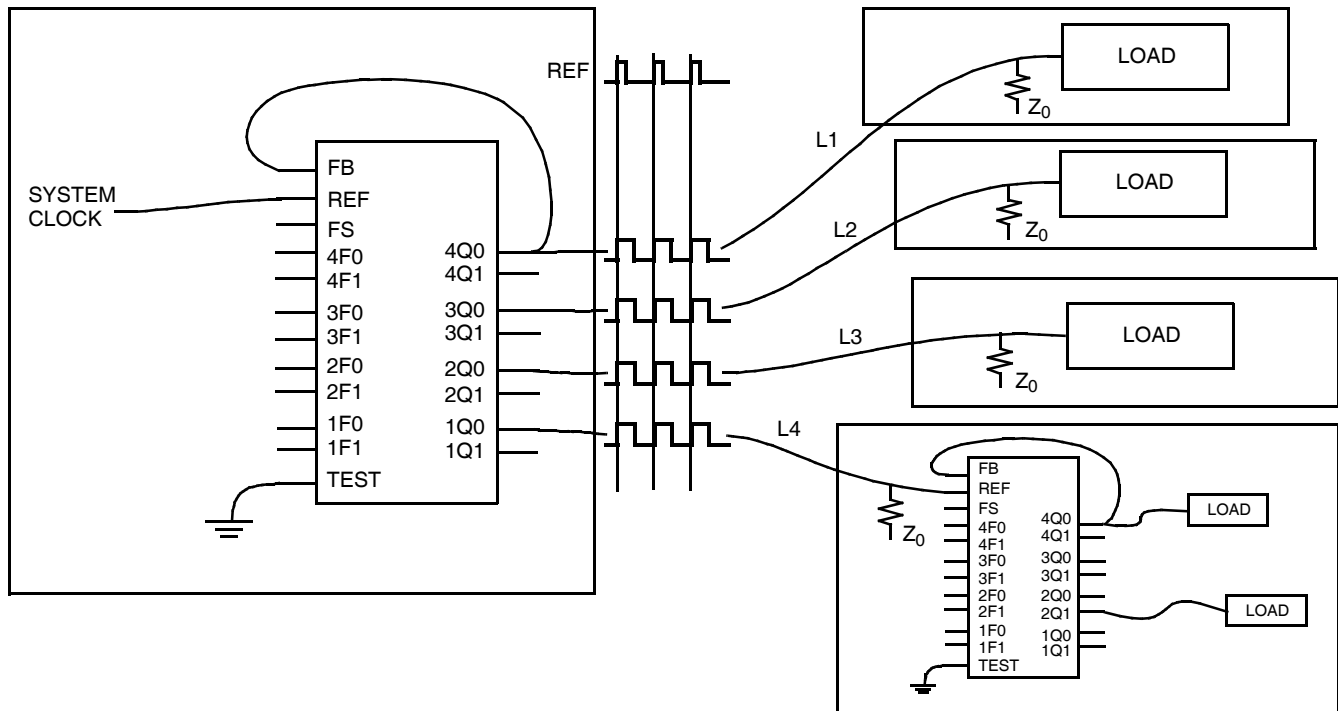 REF
SYSTEM
CLOCK
FB
REF
FS
4F0
4F1
3F0
3F1
2F0
2F1
1F0
1F1
TEST
4Q0
4Q1
3Q0
3Q1
2Q0
2Q1
1Q0
1Q1
L1
LOAD
Z0
L2
LOAD
Z0
L3
LOAD
Z0
L4
Z0
FB
REF
FS
4F0
4F1
3F0
3F1
2F0
2F1
1F0
1F1
TEST
4Q0
4Q1
3Q0
3Q1
2Q0
2Q1
1Q0
1Q1
LOAD
LOAD